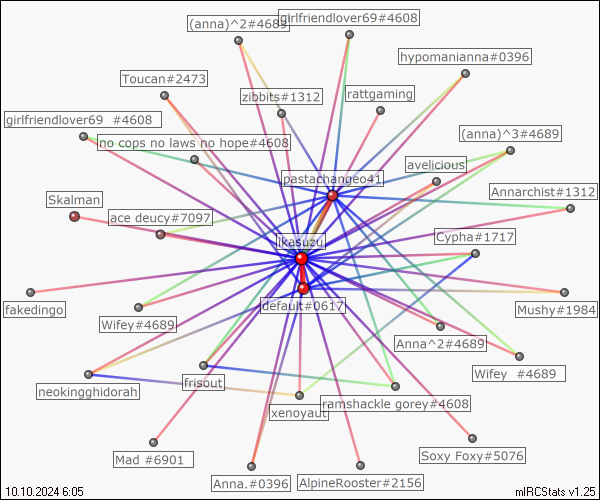 (anna)^2#4689
girlfriendlover69#4608
hypomanianna#0396
Toucan#2473
zibbits#1312
rattgaming
girlfriendlover69  #4608
no cops no laws no hope#4608
(anna)^3#4689
avelicious
pastachangeo41
Annarchist#1312
Skalman
ace deucy#7097
ikasuzu
Cypha#1717
fakedingo
Wifey#4689
default#0617
Mushy#1984
Anna^2#4689
Wifey  #4689
neokingghidorah
frisout
xenoyaut
ramshackle gorey#4608
Mad #6901
Soxy Foxy#5076
Anna.#0396
AlpineRooster#2156
10.10.2024 6:05
mIRCStats v1.25